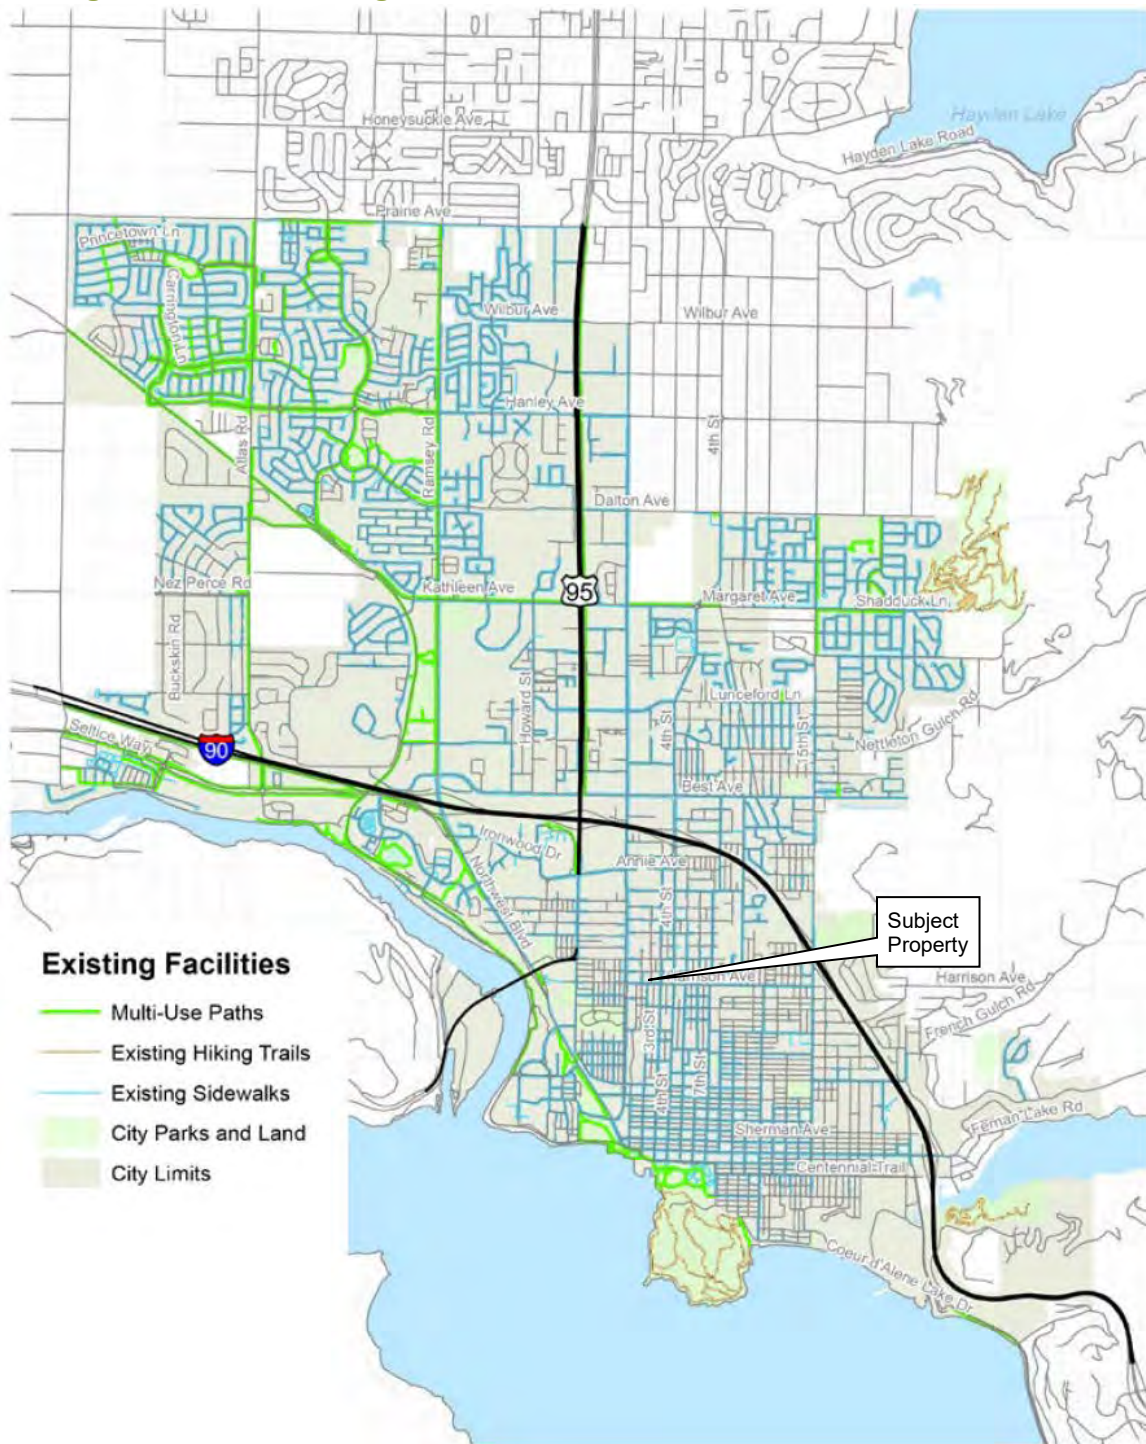 Hayden Lake
Honeysuckle Ave
Hayden Lake Road
Prairie Ave
Princetown Ln
Carrington Ln
Wilbur Ave
Wilbur Ave
Hanley Ave
Atlas Rd
Ramsey Rd
4th St
Dalton Ave
Nez Perce Rd
Kathleen Ave
95
Margaret Ave
Shadduck Ln
Buckskin Rd
Howard St
Lunceford Ln
4th St
15th St
Nettleton Gulch Rd
Seltice Way
90
Best Ave
Ironwood Dr
Annie Ave
Northwest Blvd
4th St
Subject
Property
Harrison Ave
Harrison Ave
French Gulch Rd
3rd St
4th St
7th St
Fernan Lake Rd
Sherman Ave
Centennial Trail
Coeur d'Alene Lake Dr
Existing Facilities
Multi-Use Paths
Existing Hiking Trails
Existing Sidewalks
City Parks and Land
City Limits